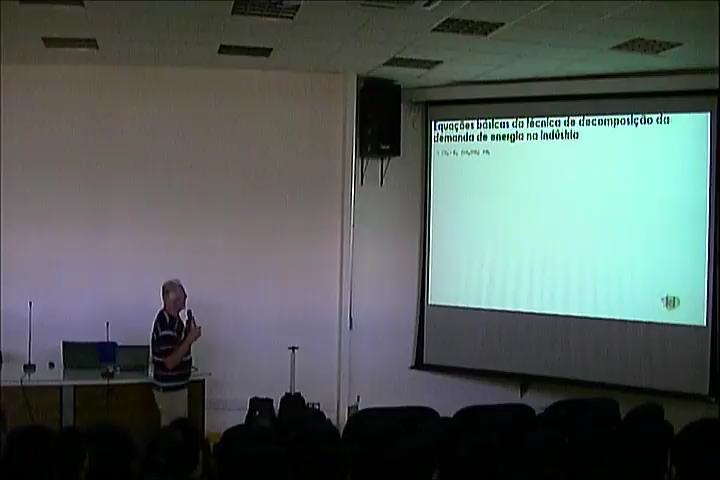 Equações básicas da técnica de decomposição da
demanda de energia na indústria